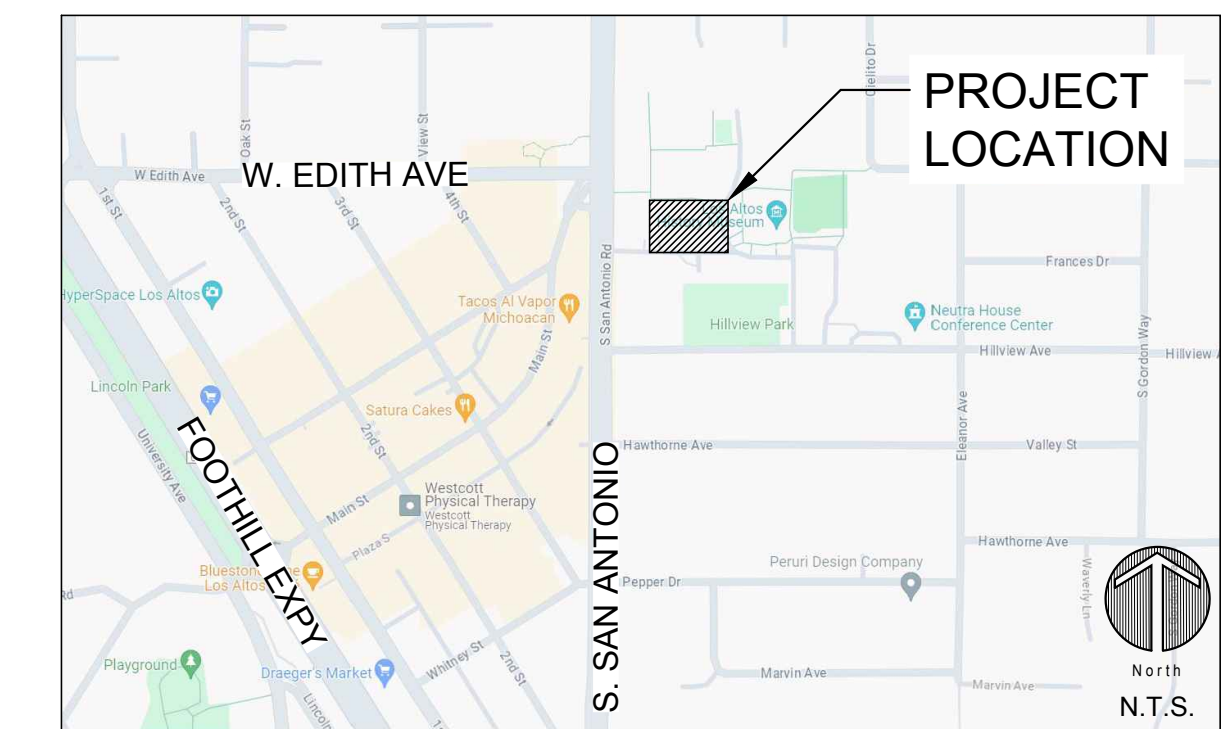 PROJECT
LOCATION
Cielito Dr
Oak St
View St
W Edith Ave
W. EDITH AVE
1st St
2nd St
3rd St
4th St
Altos
seum
S San Antonio Rd
Frances Dr
HyperSpace Los Altos
Tacos Al Vapor
Michoacan
Main St
Hillview Park
Neutra House
Conference Center
Hillview Ave
Hillview A
S Gordon Way
Lincoln Park
Satura Cakes
University Ave
FOOTHILL EXPY
2nd St
Hawthorne Ave
Eleanor Ave
Valley St
Westcott
Physical Therapy
Westcott
Physical Therapy
Main St
Plaza S
S. SAN ANTONIO
Hawthorne Ave
Peruri Design Company
Waverly Ln
Bluestone
Los Altos
Pepper Dr
Rd
Playground
Draeger's Market
Whitney St
2nd St
Marvin Ave
Marvin Ave
Lincoln
North
N.T.S.